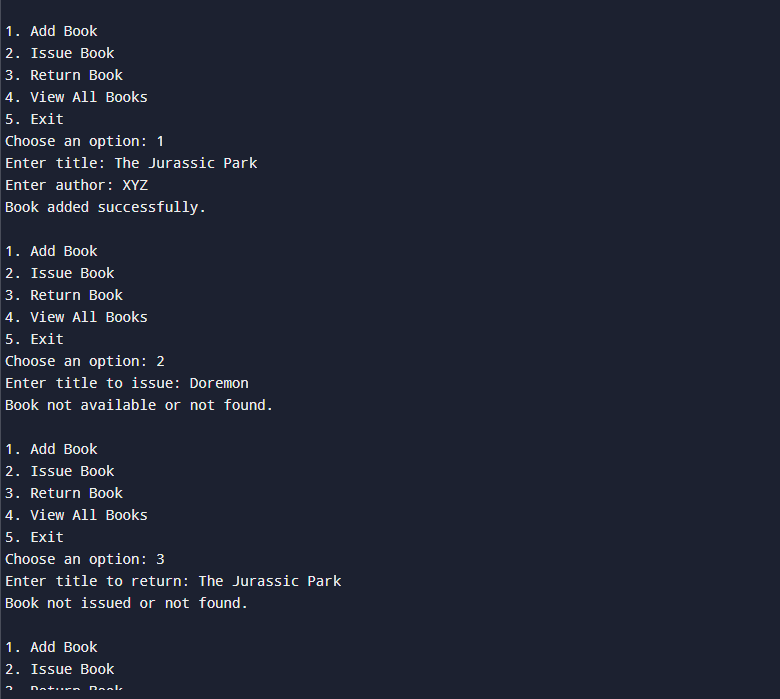 1. Add Book
2. Issue Book
3. Return Book
4. View All Books
5. Exit
Choose an option: 1
Enter title: The Jurassic Park
Enter author: XYZ
Book added successfully.
1. Add Book
2. Issue Book
3. Return Book
4. View All Books
5. Exit
Choose an option: 2
Enter title to issue: Doremon
Book not available or not found.
1. Add Book
2. Issue Book
3. Return Book
4. View All Books
5. Exit
Choose an option: 3
Enter title to return: The Jurassic Park
Book not issued or not found.
1. Add Book
2. Issue Book
3. Return Book